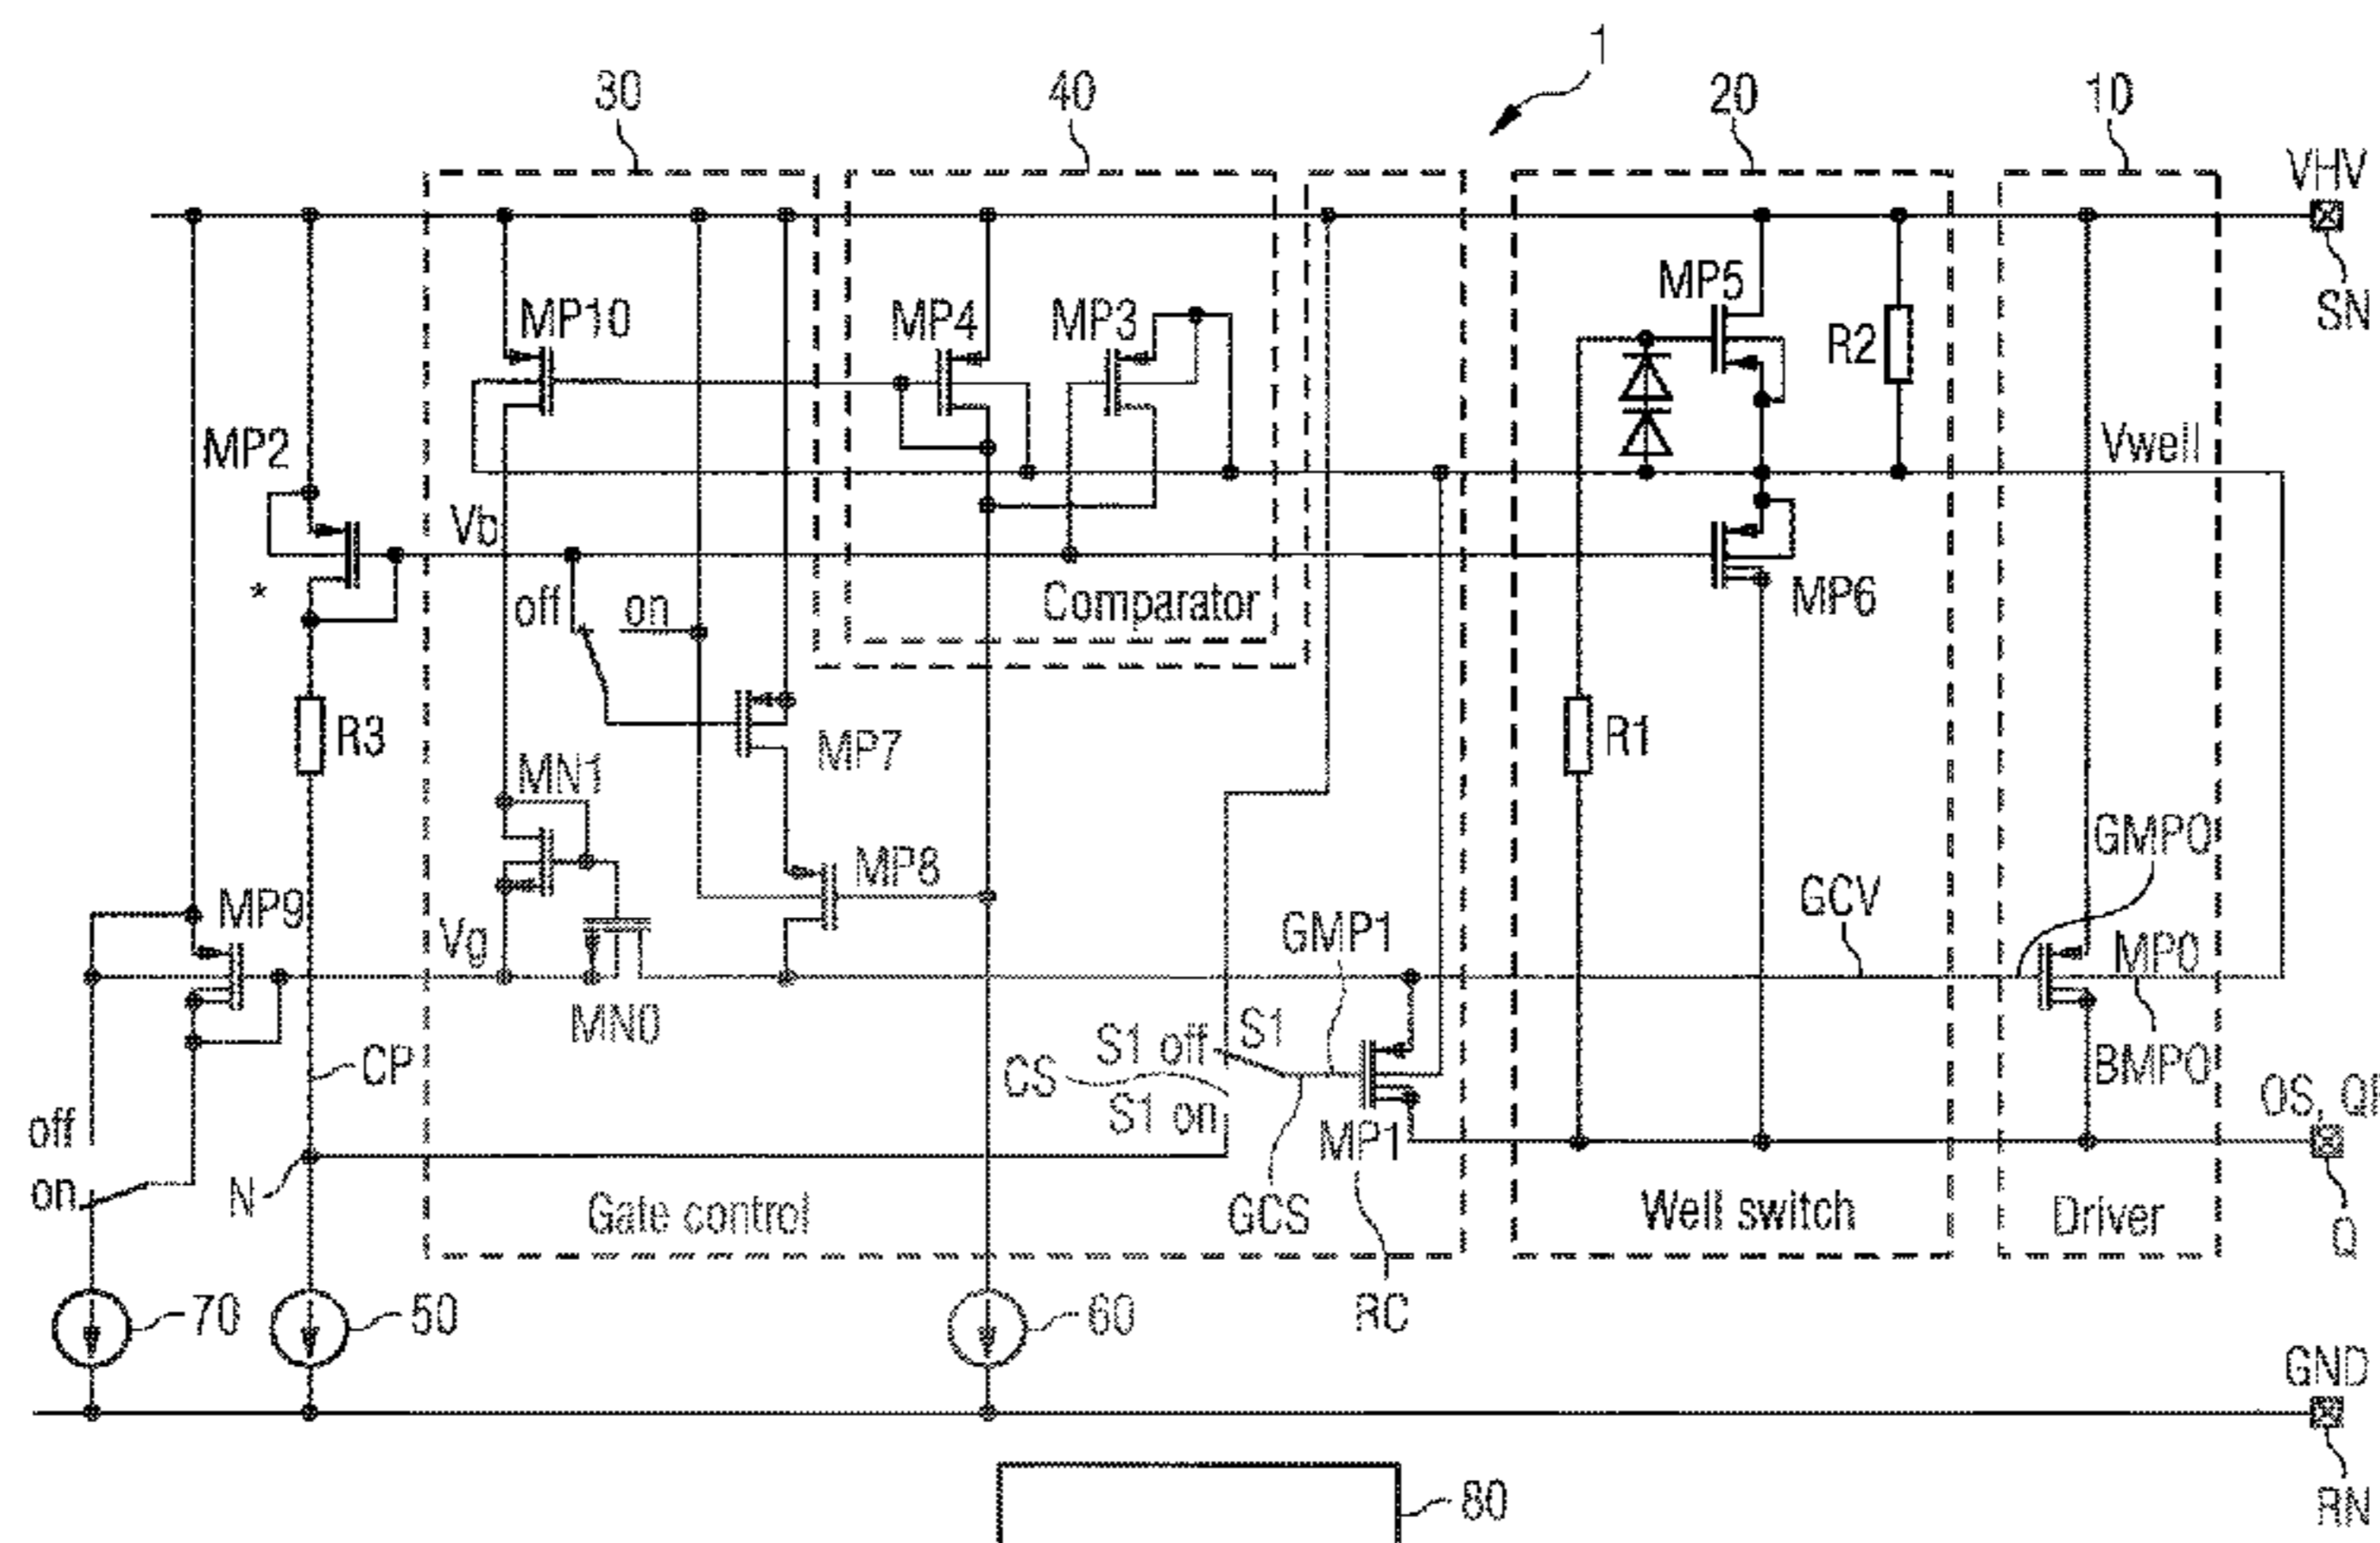 1
30
40
20
10
VHV
SN
MP10
MP4
MP3
MP5
R2
MP2
Vb
Vwell
*
off
on
Comparator
MP6
R3
MP7
R1
MN1
MP8
GMP0
MP9
Vg
GMP1
GCV
MP0
MN0
CP
CS
S1 off
S1
S1 on
BMP0
OS, QI
off
on
N
MP1
Gate control
GCS
Well switch
Driver
Q
70
50
60
RC
GND
80
RN